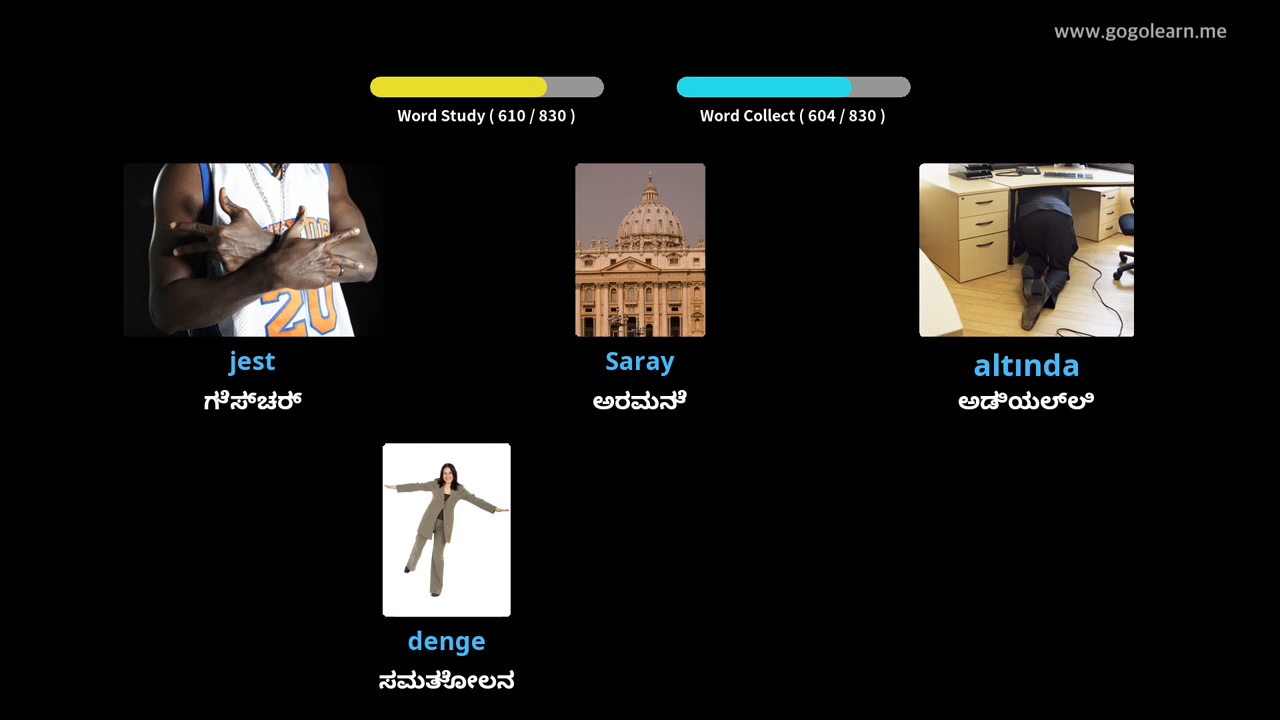 www.gogolearn.me
Word Study ( 610 / 830 )
Word Collect ( 604 / 830 )
20
jest
Saray
altında
ಗೆಸ್ಚರ್
ಅರಮನೆ
ಅಡಿಯಲ್ಲಿ
denge
ಸಮತೋಲನ